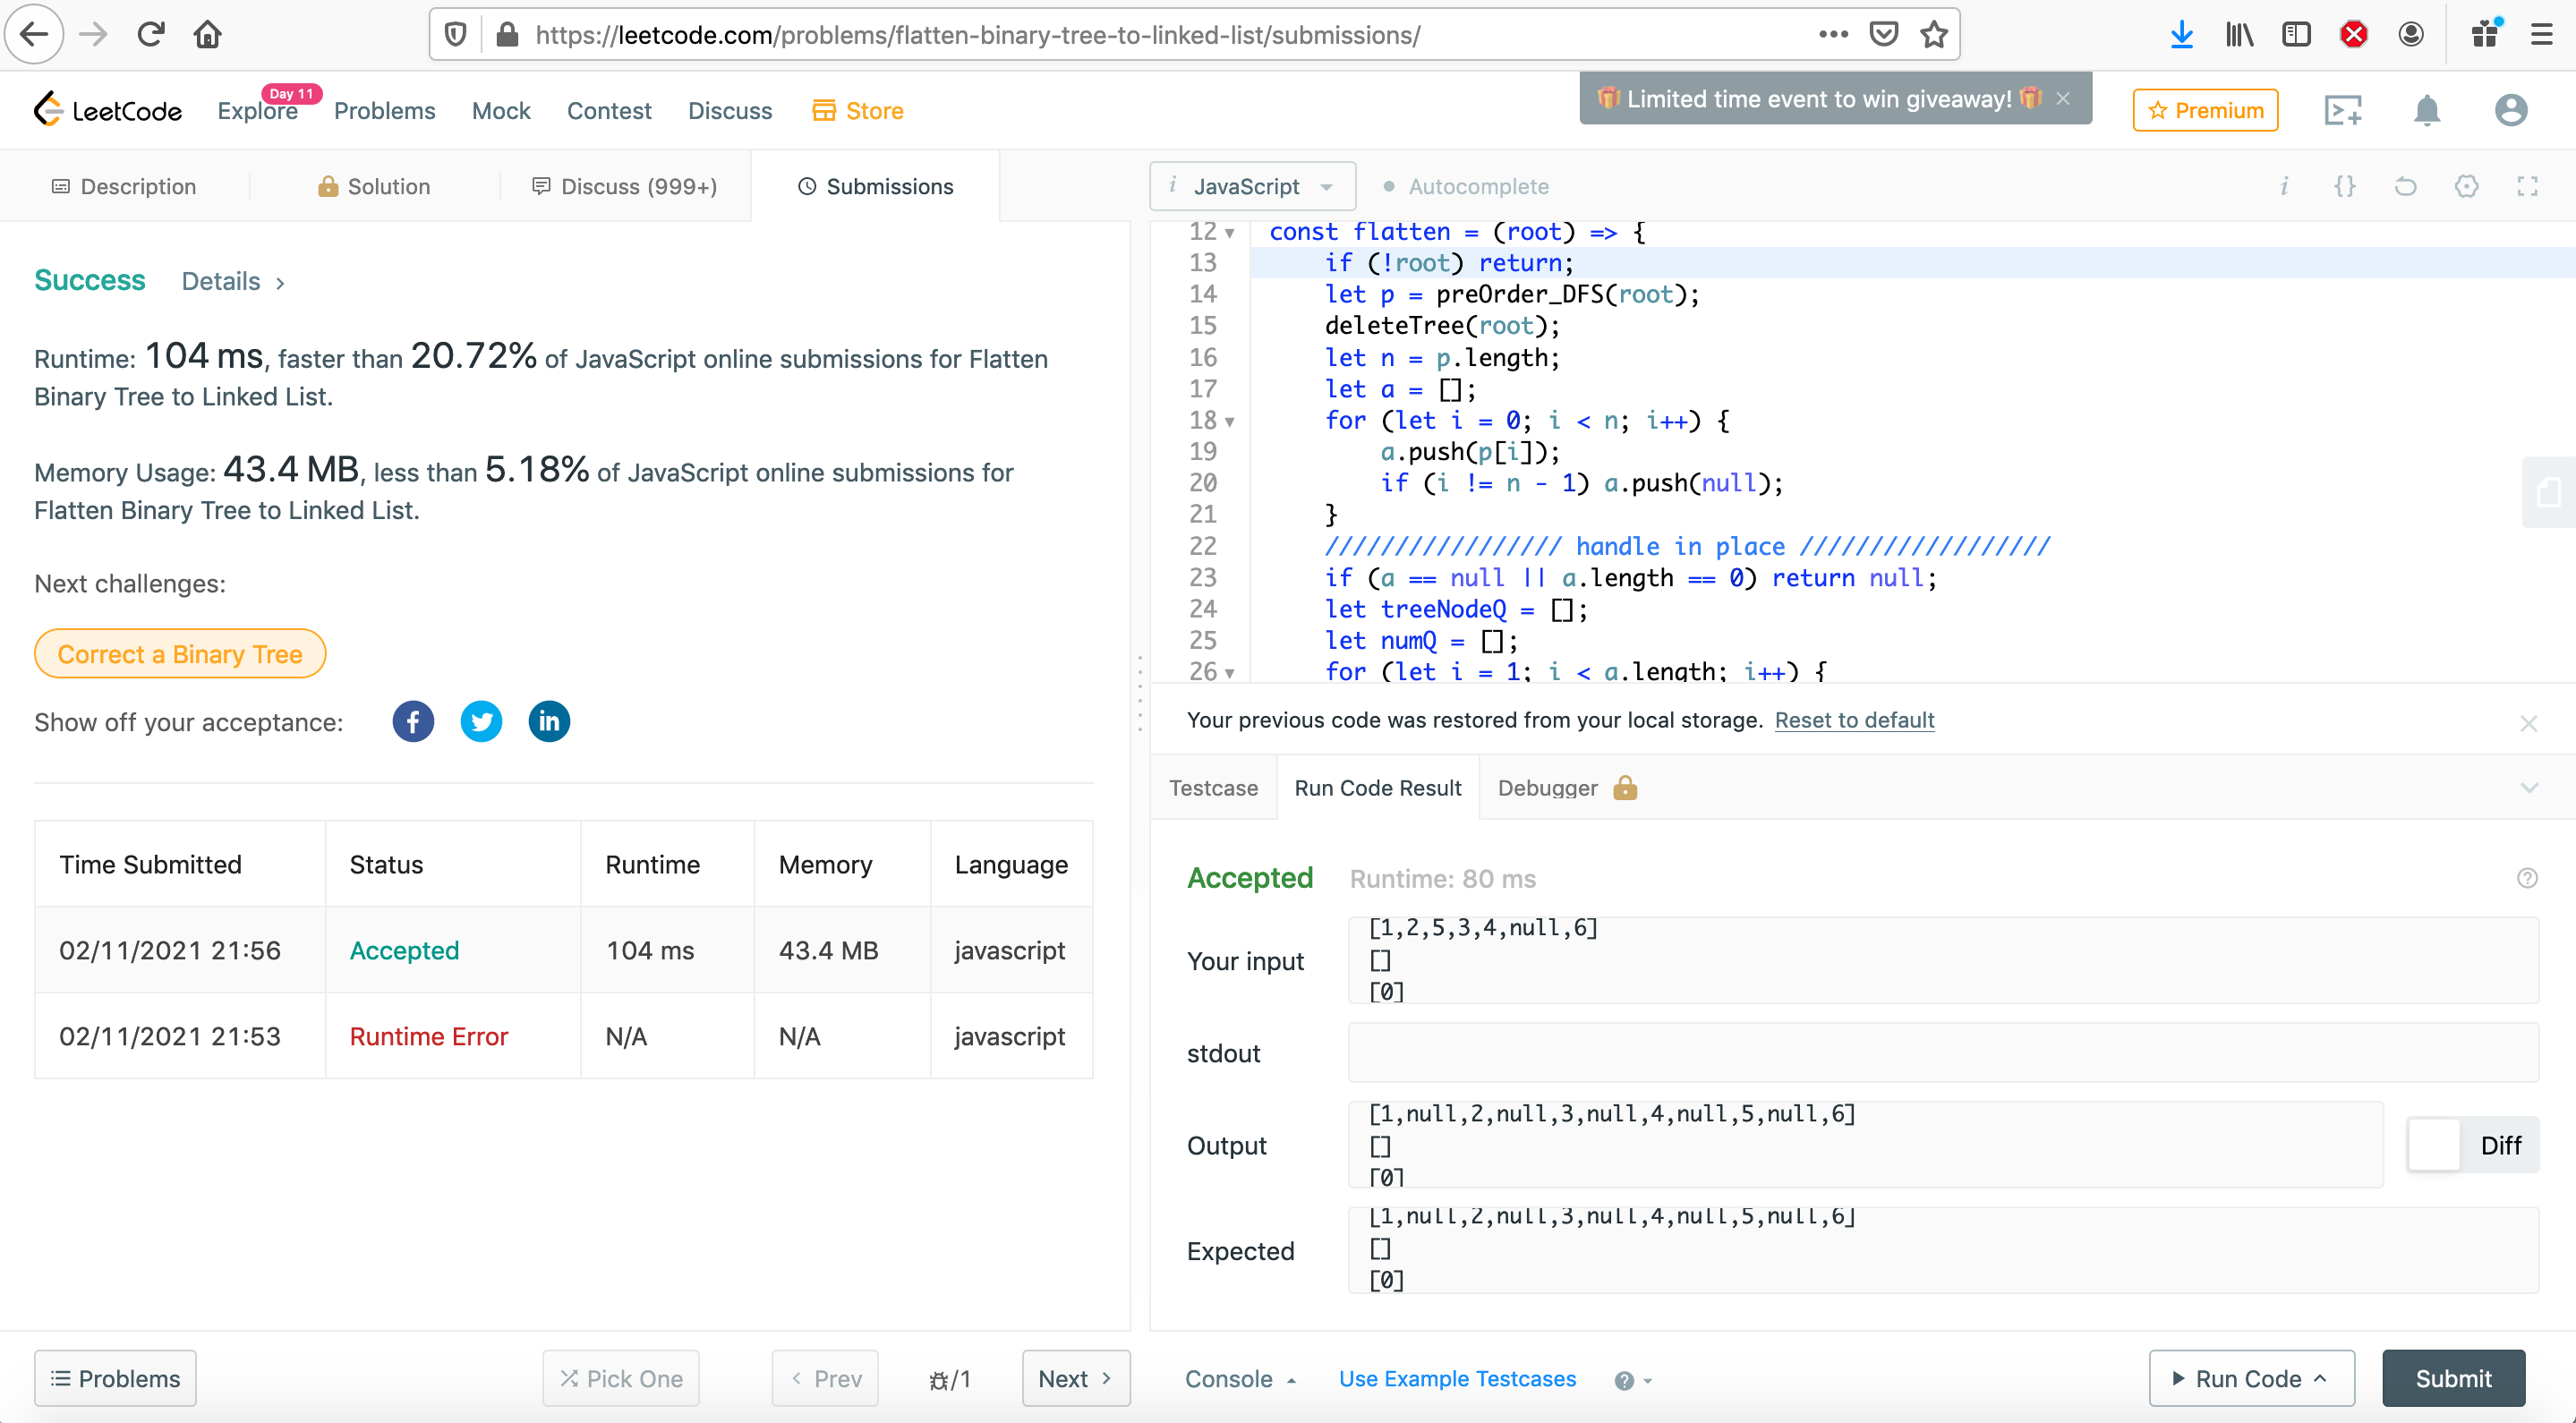 https://leetcode.com/problems/flatten-binary-tree-to-linked-list/submissions/
LeetCode
Explore
Day 11
Problems
Mock
Contest
Discuss
Store
🎁 Limited time event to win giveaway! 🎁
Premium
Description
Solution
Discuss (999+)
Submissions
Success
Details >
Runtime: 104 ms, faster than 20.72% of JavaScript online submissions for Flatten
Binary Tree to Linked List.
Memory Usage: 43.4 MB, less than 5.18% of JavaScript online submissions for
Flatten Binary Tree to Linked List.
Next challenges:
Correct a Binary Tree
Show off your acceptance:
Time Submitted Status Runtime Memory Language
02/11/2021 21:56 Accepted 104 ms 43.4 MB javascript
02/11/2021 21:53 Runtime Error N/A N/A javascript
Problems
Pick One
< Prev
/1
Next >
i JavaScript
Autocomplete
i {}
12 const flatten = (root) => {
13 if (!root) return;
14 let p = preOrder_DFS(root);
15 deleteTree(root);
16 let n = p.length;
17 let a = [];
18 for (let i = 0; i < n; i++) {
19 a.push(p[i]);
20 if (i != n - 1) a.push(null);
21 }
22 ///////////////// handle in place //////////////////
23 if (a == null || a.length == 0) return null;
24 let treeNodeQ = [];
25 let numQ = [];
26 for (let i = 1; i < a.length; i++) {
Your previous code was restored from your local storage. Reset to default
Testcase
Run Code Result
Debugger
Accepted Runtime: 80 ms
Your input
[1,2,5,3,4,null,6]
[]
[0]
stdout
Output
[1,null,2,null,3,null,4,null,5,null,6]
[]
[0]
Diff
Expected
[1,null,2,null,3,null,4,null,5,null,6]
[]
[0]
Console
Use Example Testcases
Run Code
Submit